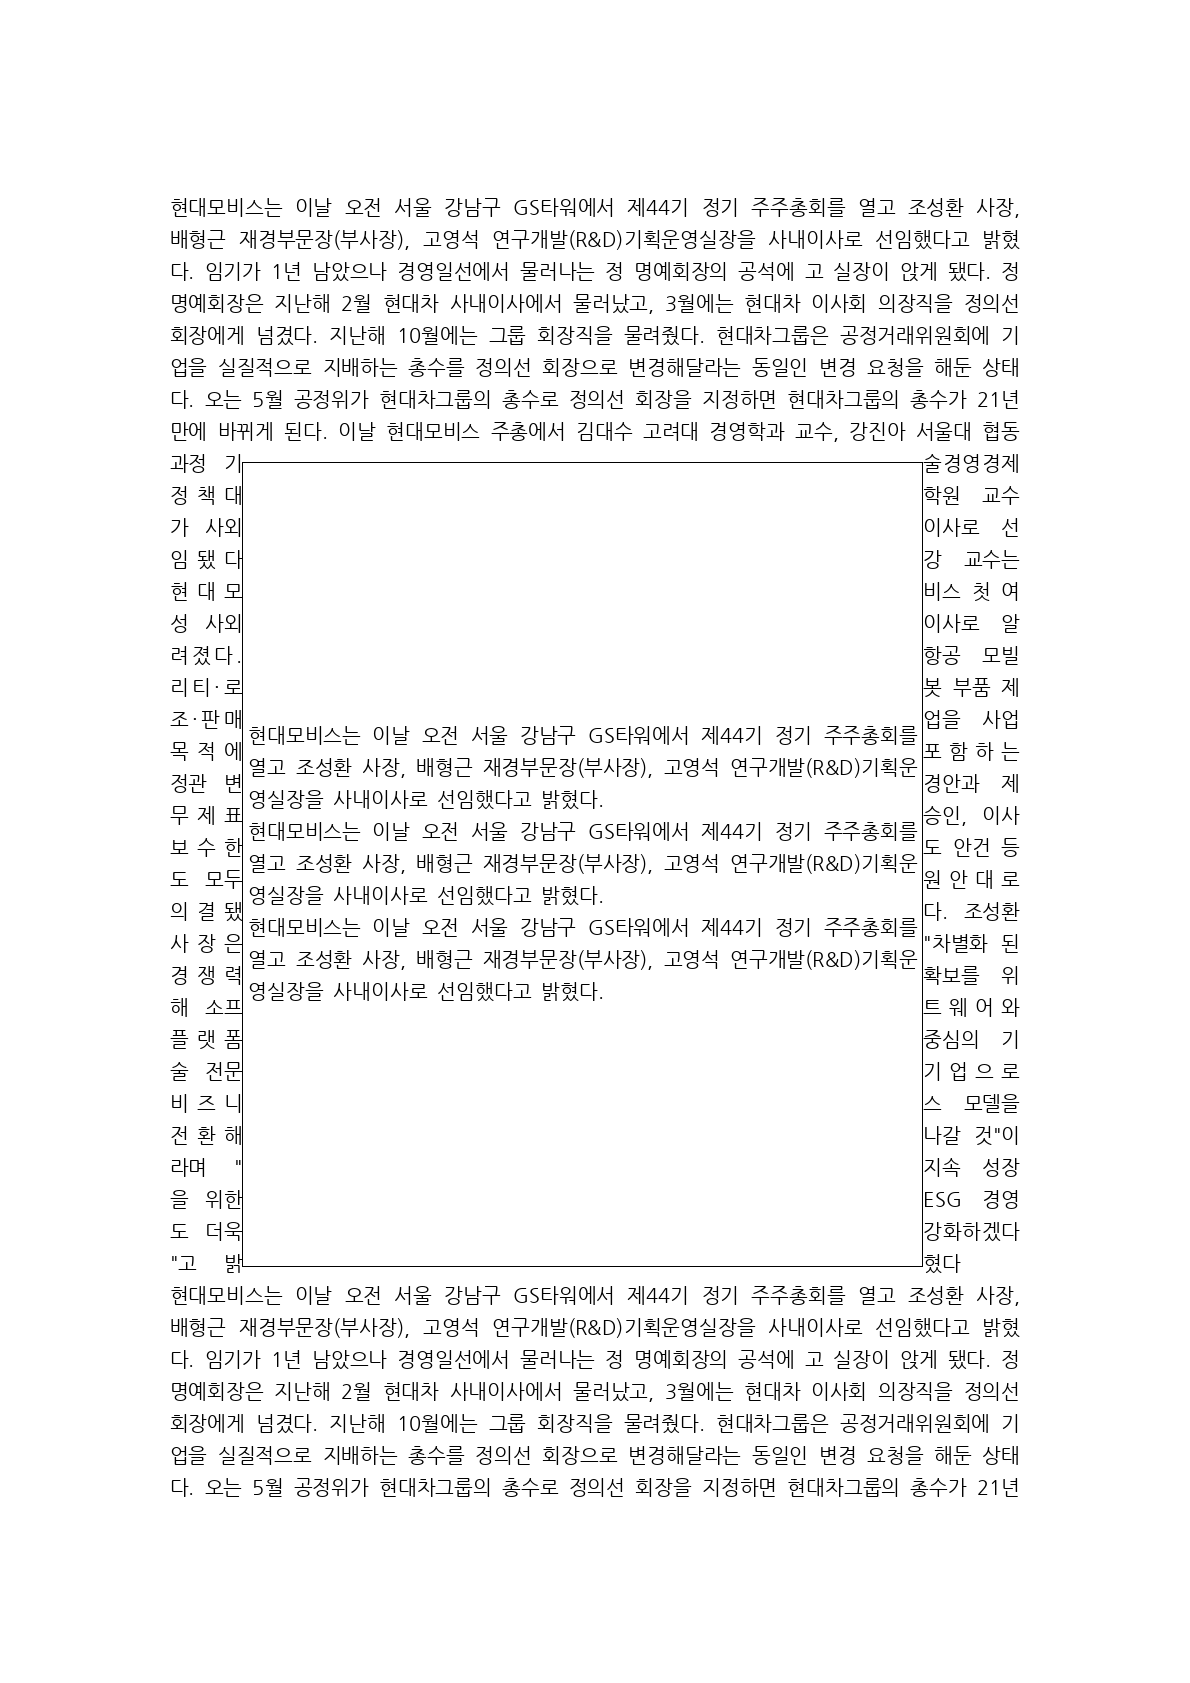 현대모비스는 이날 오전 서울 강남구 GS타워에서 제44기 정기 주주총회를 열고 조성환 사장,
배형근 재경부문장(부사장), 고영석 연구개발(R&D)기획운영실장을 사내이사로 선임했다고 밝혔
다. 임기가 1년 남았으나 경영일선에서 물러나는 정 명예회장의 공석에 고 실장이 앉게 됐다. 정
명예회장은 지난해 2월 현대차 사내이사에서 물러났고, 3월에는 현대차 이사회 의장직을 정의선
회장에게 넘겼다. 지난해 10월에는 그룹 회장직을 물려줬다. 현대차그룹은 공정거래위원회에 기
업을 실질적으로 지배하는 총수를 정의선 회장으로 변경해달라는 동일인 변경 요청을 해둔 상태
다. 오는 5월 공정위가 현대차그룹의 총수로 정의선 회장을 지정하면 현대차그룹의 총수가 21년
만에 바뀌게 된다. 이날 현대모비스 주총에서 김대수 고려대 경영학과 교수, 강진아 서울대 협동
과정 기 술경영경제
정책대 학원 교수
가 사외 이사로 선
임됐다 강 교수는
현대모 비스 첫 여
성 사외 이사로 알
려졌다. 항공 모빌
리티·로 봇 부품 제
조·판매 업을 사업
목적에 포함하는
정관 변 경안과 제
무제표 승인, 이사
보수한 도 안건 등
도 모두 원안대로
의결됐 다. 조성환
사장은 "차별화 된
경쟁력 확보를 위
해 소프 트웨어와
플랫폼 중심의 기
술 전문 기업으로
비즈니 스 모델을
전환해 나갈 것"이
라며 " 지속 성장
을 위한 ESG 경영
도 더욱 강화하겠다
"고 밝 혔다
현대모비스는 이날 오전 서울 강남구 GS타워에서 제44기 정기 주주총회를
열고 조성환 사장, 배형근 재경부문장(부사장), 고영석 연구개발(R&D)기획운
영실장을 사내이사로 선임했다고 밝혔다.
현대모비스는 이날 오전 서울 강남구 GS타워에서 제44기 정기 주주총회를
열고 조성환 사장, 배형근 재경부문장(부사장), 고영석 연구개발(R&D)기획운
영실장을 사내이사로 선임했다고 밝혔다.
현대모비스는 이날 오전 서울 강남구 GS타워에서 제44기 정기 주주총회를
열고 조성환 사장, 배형근 재경부문장(부사장), 고영석 연구개발(R&D)기획운
영실장을 사내이사로 선임했다고 밝혔다.
현대모비스는 이날 오전 서울 강남구 GS타워에서 제44기 정기 주주총회를 열고 조성환 사장,
배형근 재경부문장(부사장), 고영석 연구개발(R&D)기획운영실장을 사내이사로 선임했다고 밝혔
다. 임기가 1년 남았으나 경영일선에서 물러나는 정 명예회장의 공석에 고 실장이 앉게 됐다. 정
명예회장은 지난해 2월 현대차 사내이사에서 물러났고, 3월에는 현대차 이사회 의장직을 정의선
회장에게 넘겼다. 지난해 10월에는 그룹 회장직을 물려줬다. 현대차그룹은 공정거래위원회에 기
업을 실질적으로 지배하는 총수를 정의선 회장으로 변경해달라는 동일인 변경 요청을 해둔 상태
다. 오는 5월 공정위가 현대차그룹의 총수로 정의선 회장을 지정하면 현대차그룹의 총수가 21년